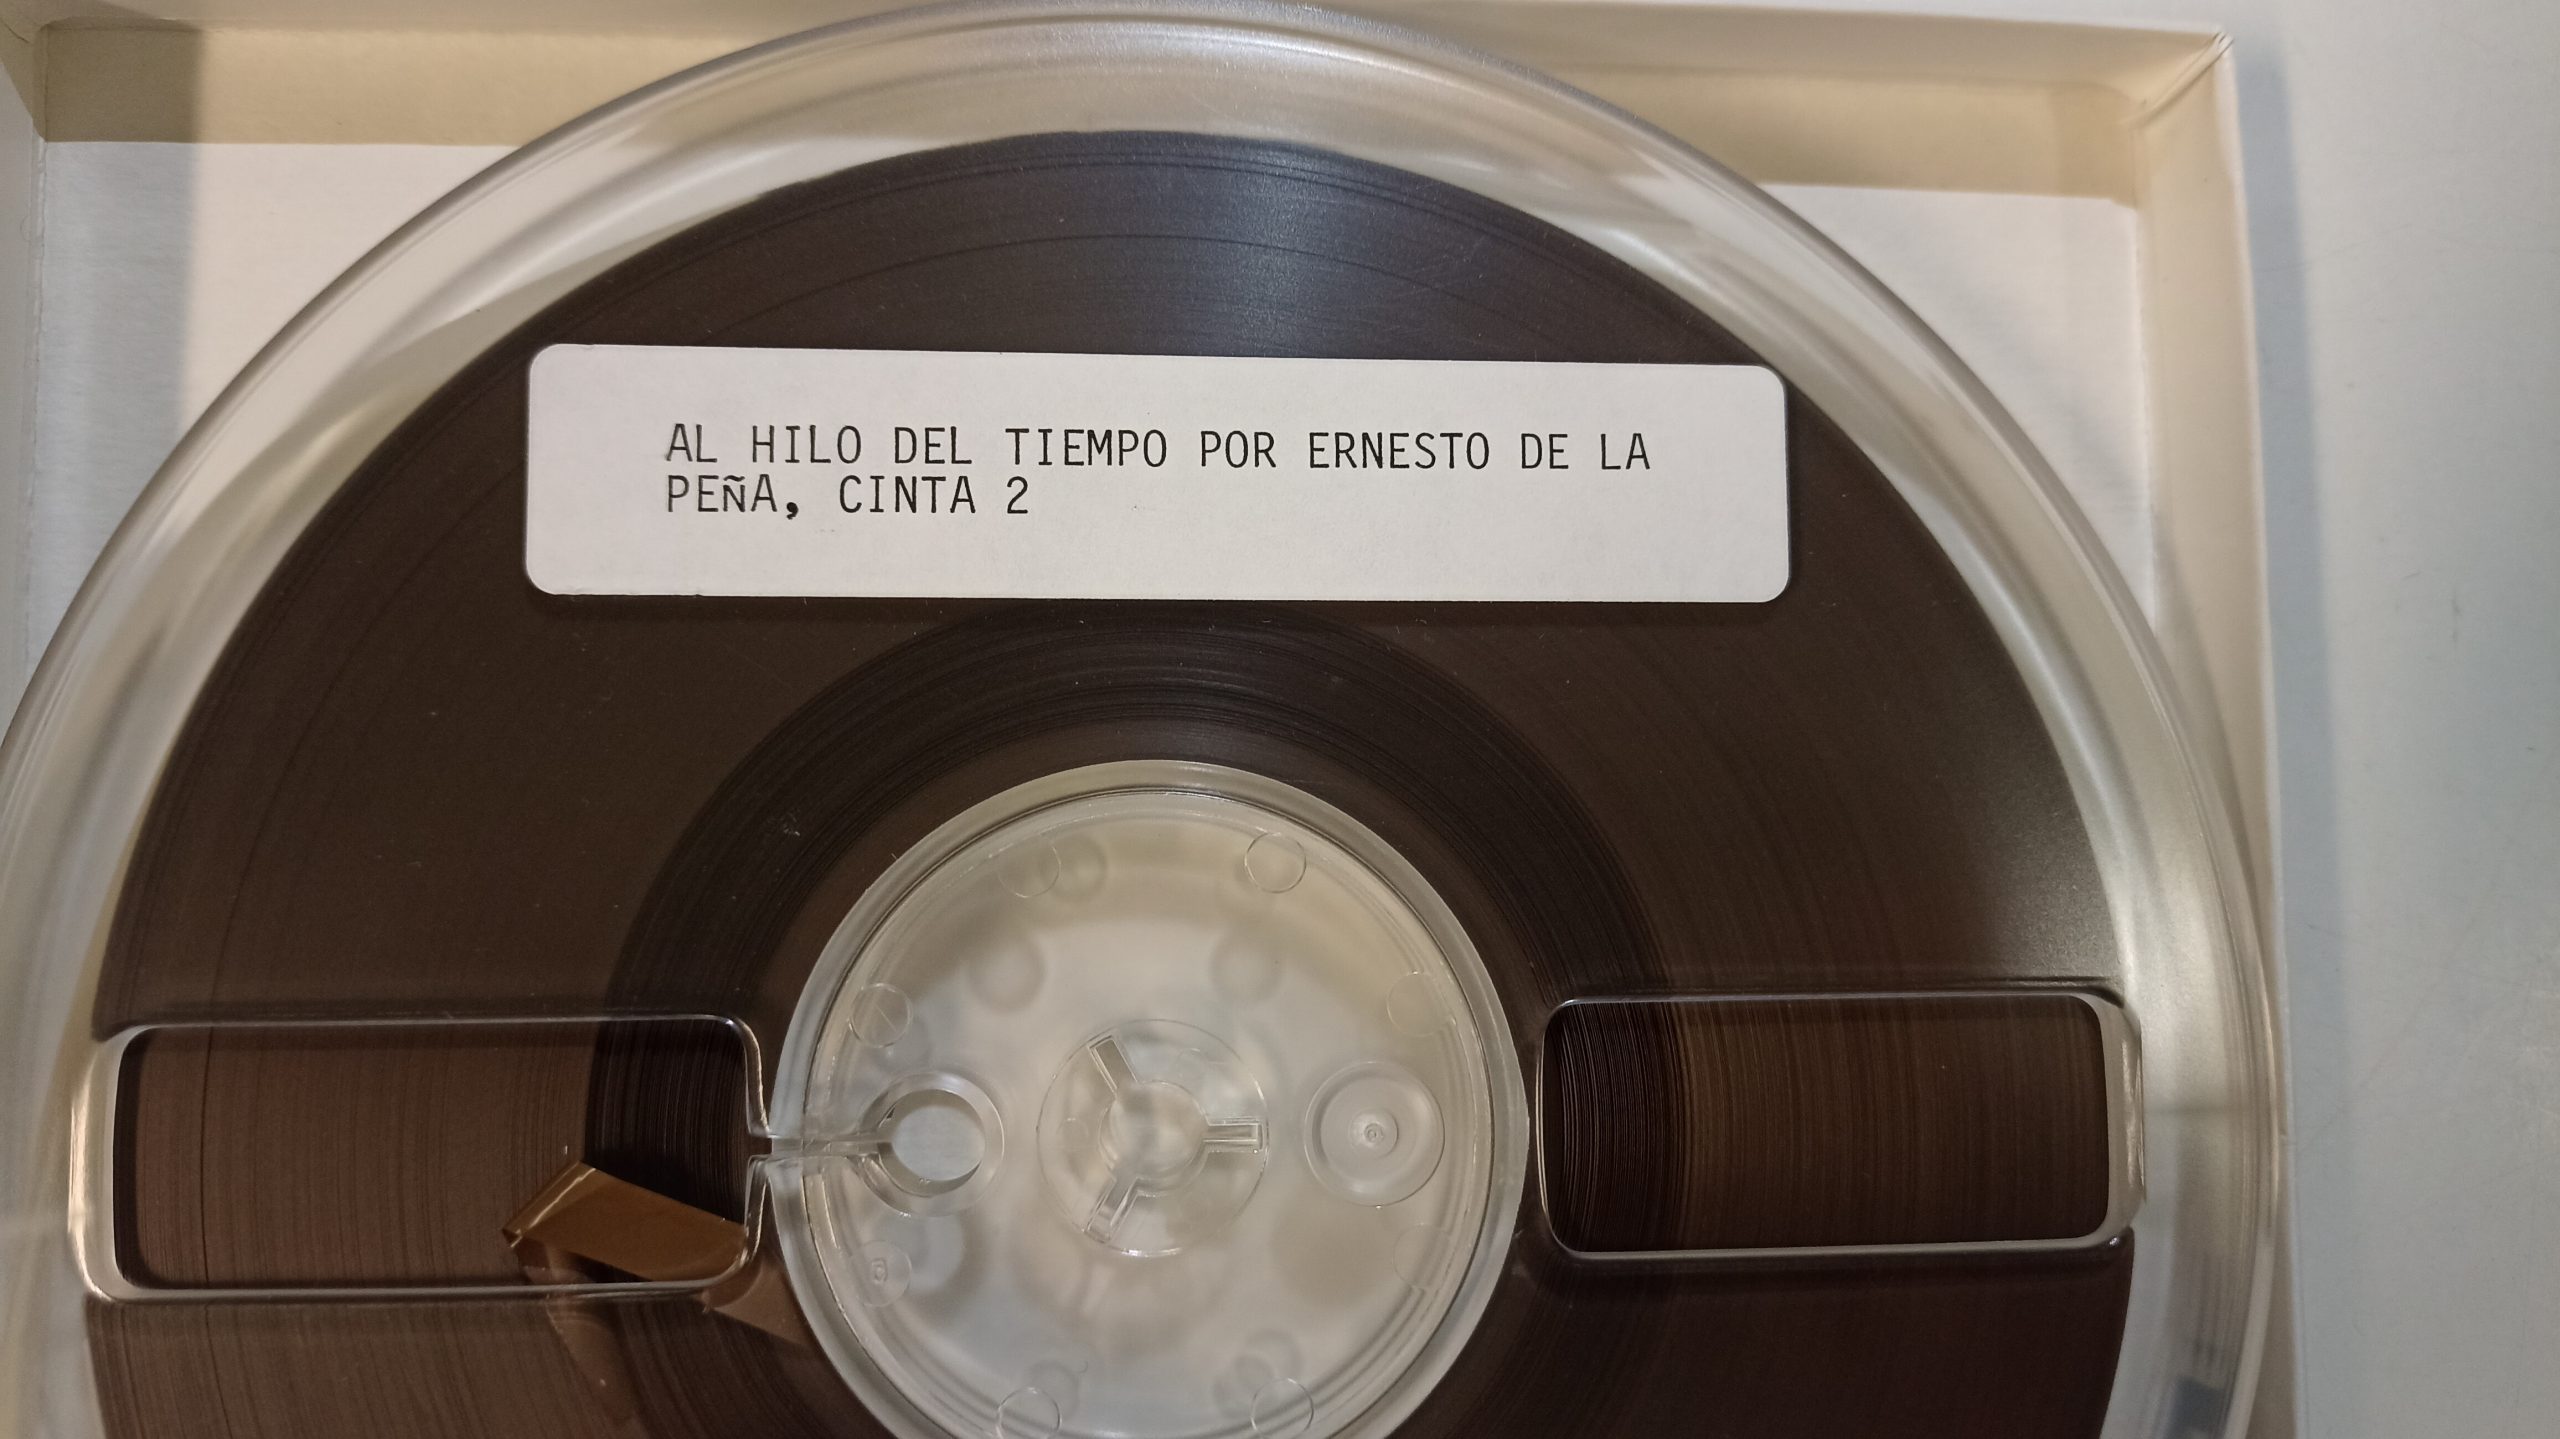 AL HILO DEL TIEMPO POR ERNESTO DE LA
PEÑA, CINTA 2